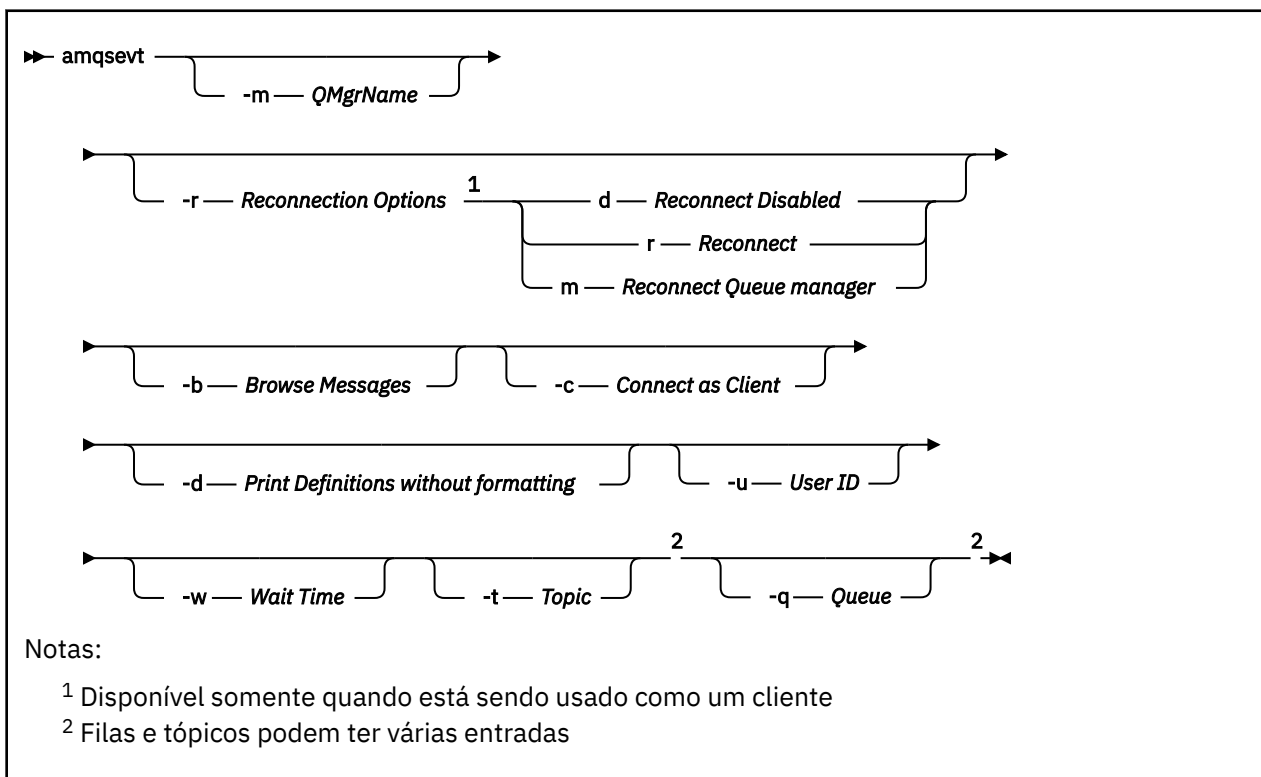 amqsevt
-m QMgrName
-r Reconnection Options 1 d Reconnect Disabled
r Reconnect
m Reconnect Queue manager
-b Browse Messages -c Connect as Client
-d Print Definitions without formatting -u User ID
-w Wait Time -t Topic 2 -q Queue 2
Notas:
1 Disponível somente quando está sendo usado como um cliente
2 Filas e tópicos podem ter várias entradas